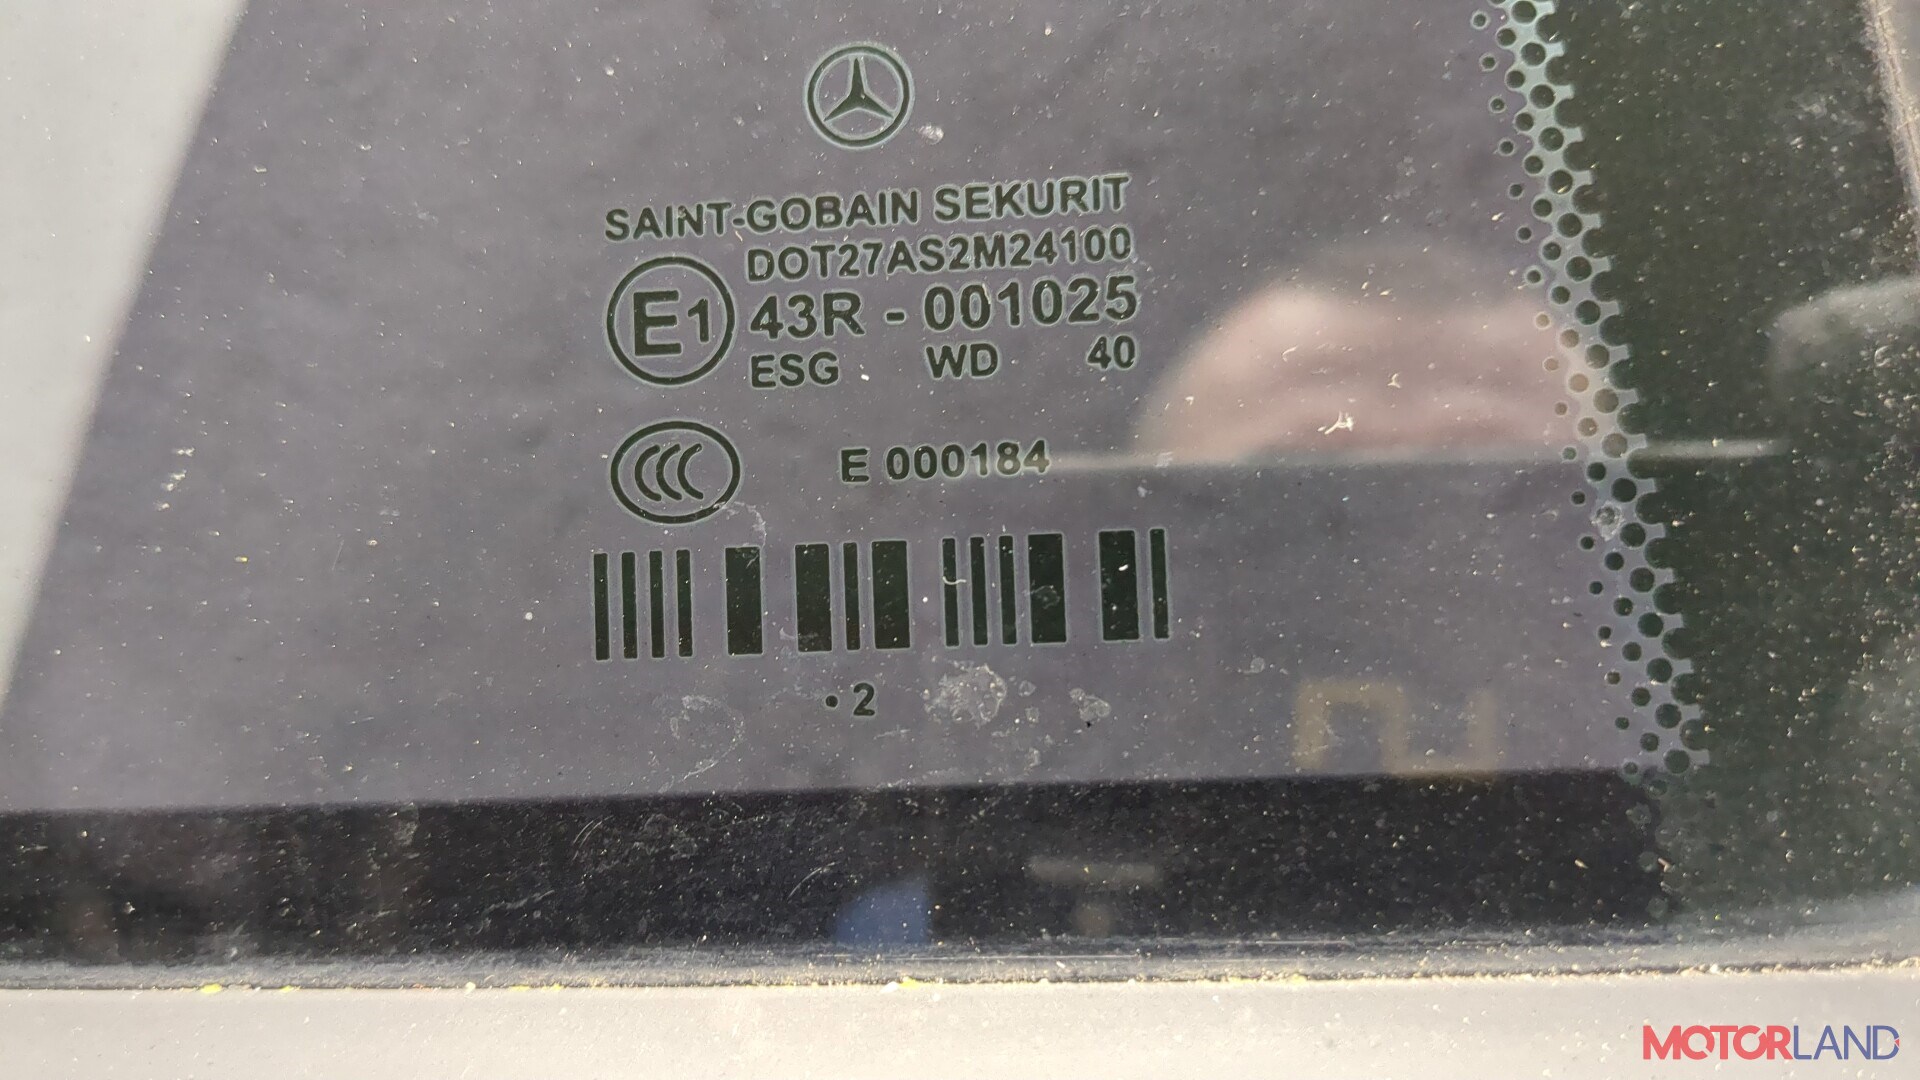 SAINT-GOBAIN SEKURIT
DOT27AS2M24100
E1 43R - 001025
ESG WD 40
CCC E 000184
•2
MOTORLAND